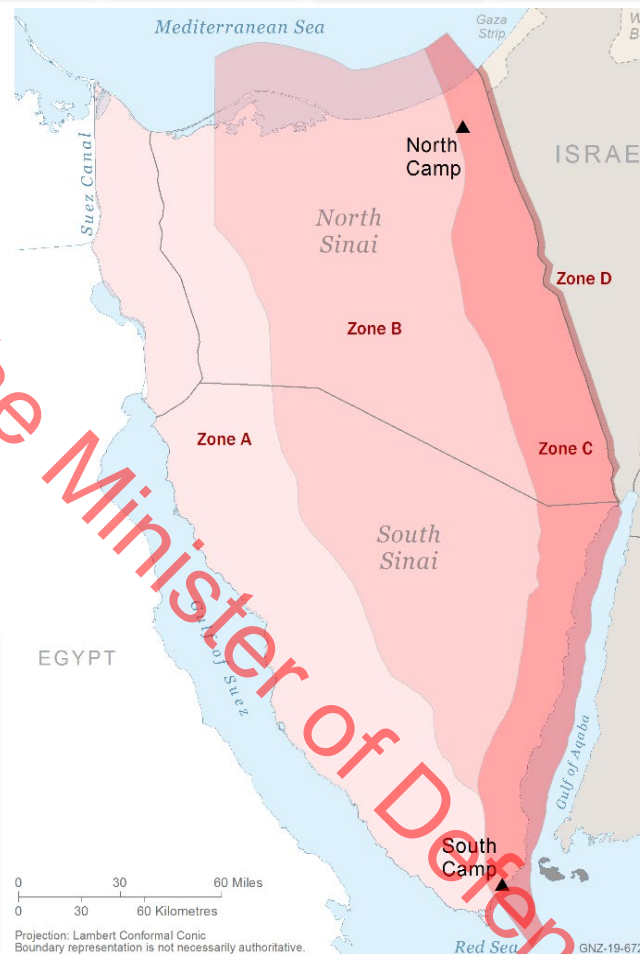 Mediterranean Sea
Gaza
Strip
Suez Canal
North
Camp
ISRAE
North
Sinai
Zone D
Zone B
Zone A
Zone C
South
Sinai
e Minister of Defen
Gulf of Suez
EGYPT
Gulf of Aqaba
South
Camp
0 30 60 Miles
0 30 60 Kilometres
Projection: Lambert Conformal Conic
Boundary representation is not necessarily authoritative.
Red Sea
GNZ-19-672